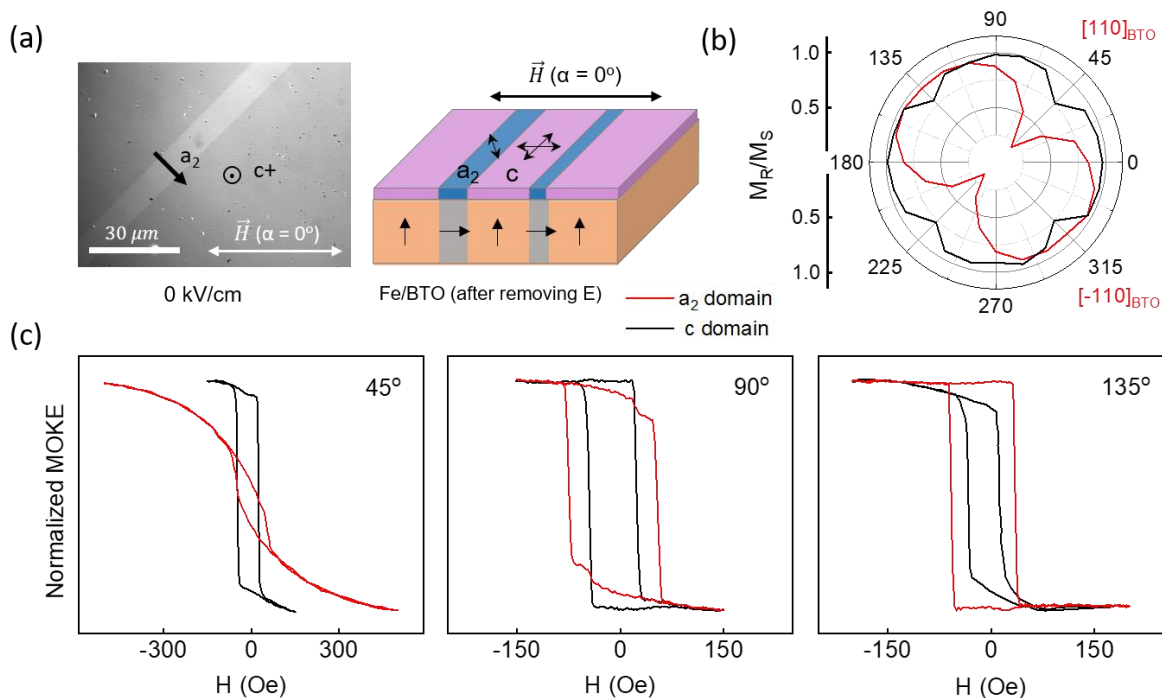 (a)
a₂
c+
30 μm
H⃗ (α = 0°)
0 kV/cm
H⃗ (α = 0°)
a₂
c
Fe/BTO (after removing E)
(b)
90
[110]BTO
135
45
1.0
0.5
180
0
M_R/M_S
0.5
1.0
225
315
270
[-110]BTO
a₂ domain
c domain
(c)
45°
90°
135°
Normalized MOKE
-300
0
300
-150
0
150
-150
0
150
H (Oe)
H (Oe)
H (Oe)